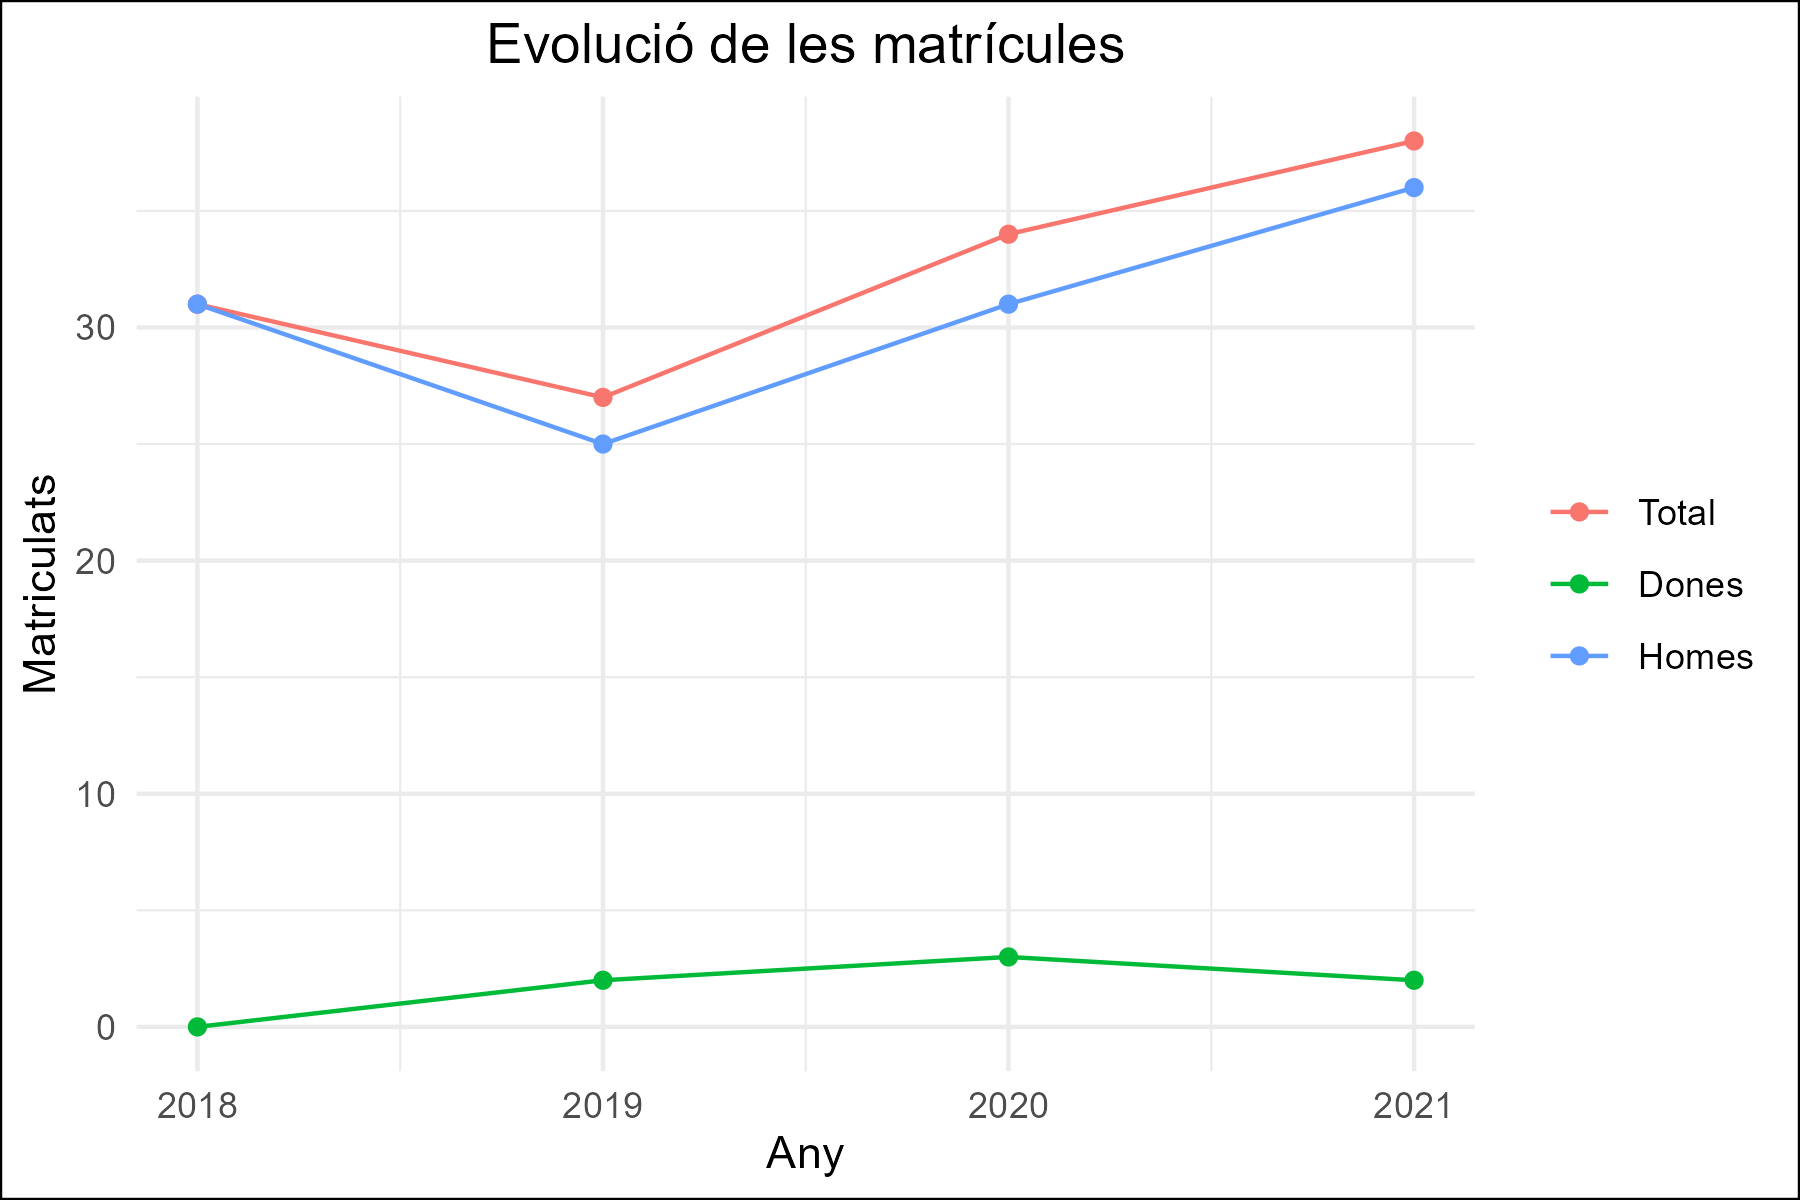 Evolució de les matrícules
Matriculats
30
20
10
0
2018 2019 2020 2021
Any
Total
Dones
Homes